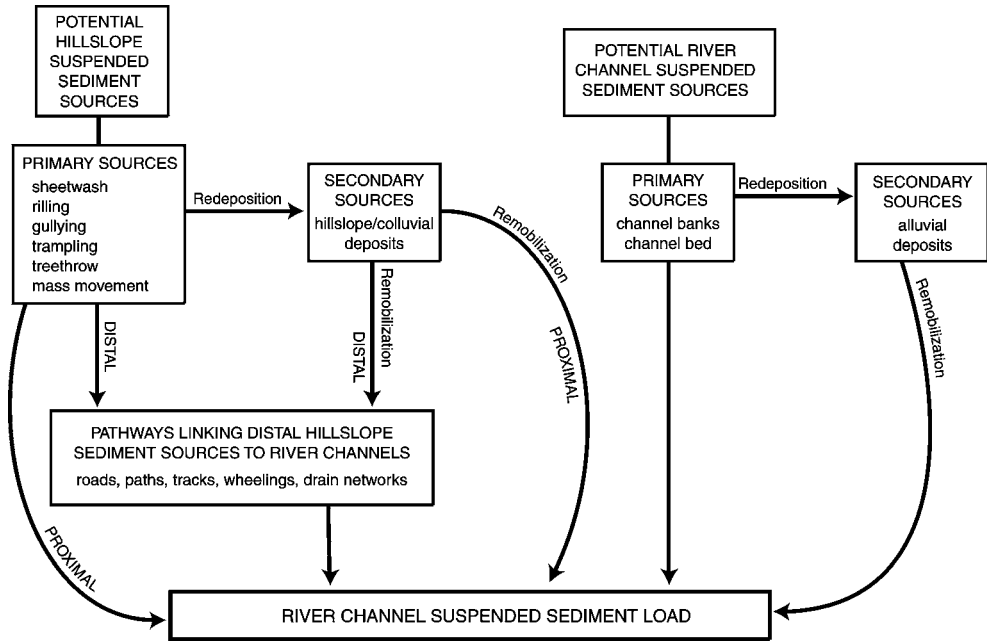 POTENTIAL
HILLSLOPE
SUSPENDED
SEDIMENT
SOURCES
POTENTIAL RIVER
CHANNEL SUSPENDED
SEDIMENT SOURCES
PRIMARY SOURCES
sheetwash
rilling
gullying
trampling
treethrow
mass movement
Redeposition
SECONDARY
SOURCES
hillslope/colluvial
deposits
Remobilization
PROXIMAL
PRIMARY
SOURCES
channel banks
channel bed
Redeposition
SECONDARY
SOURCES
alluvial
deposits
Remobilization
DISTAL
Remobilization
DISTAL
PATHWAYS LINKING DISTAL HILLSLOPE
SEDIMENT SOURCES TO RIVER CHANNELS
roads, paths, tracks, wheelings, drain networks
PROXIMAL
RIVER CHANNEL SUSPENDED SEDIMENT LOAD